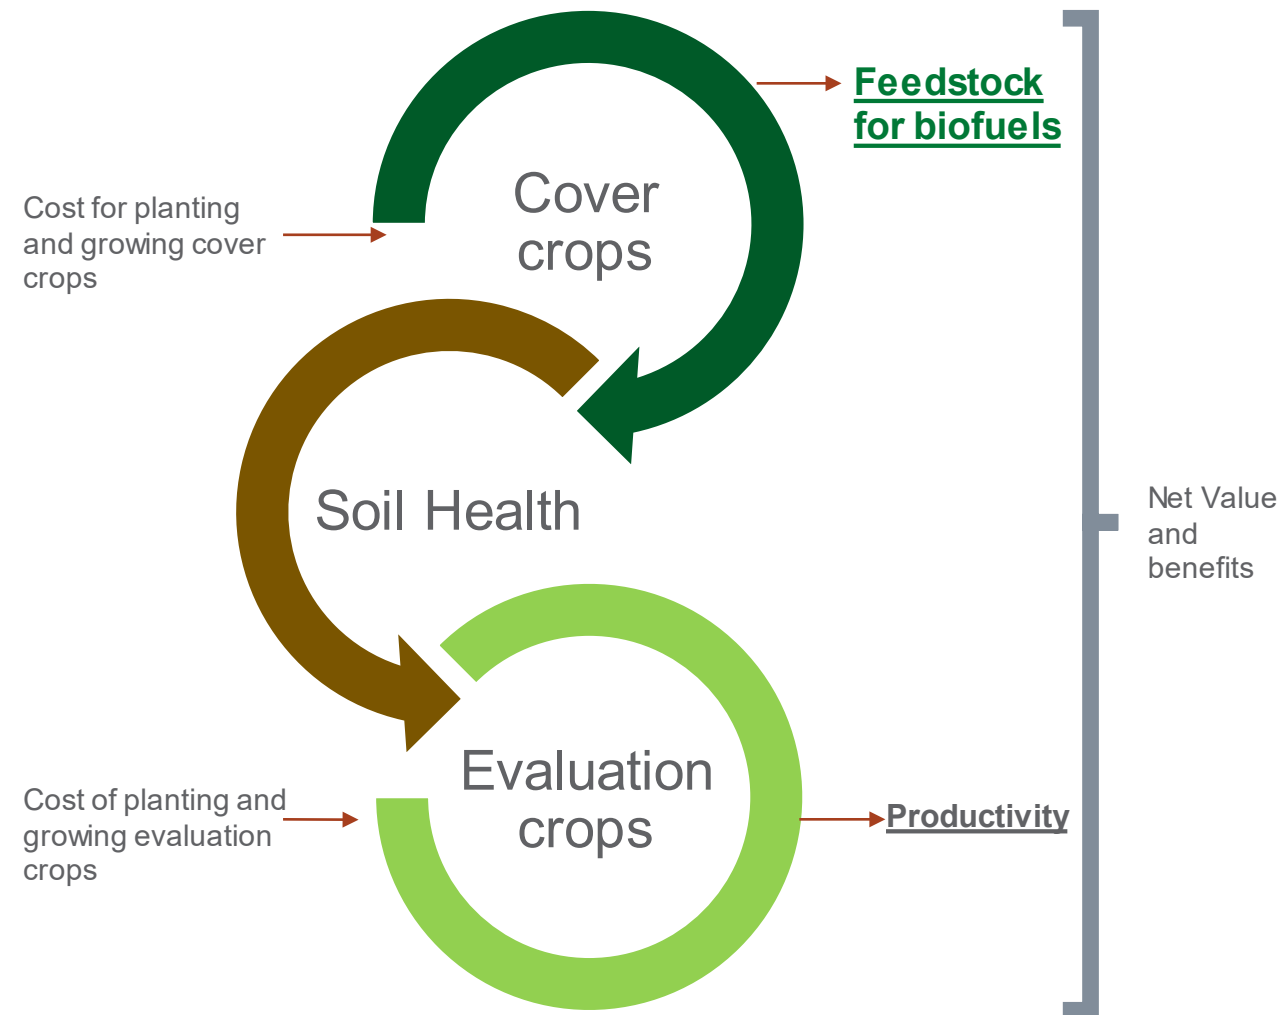 Feedstock
for biofuels
Cover
crops
Cost for planting
and growing cover
crops
Soil Health
Net Value
and
benefits
Evaluation
crops
Cost of planting and
growing evaluation
crops
Productivity